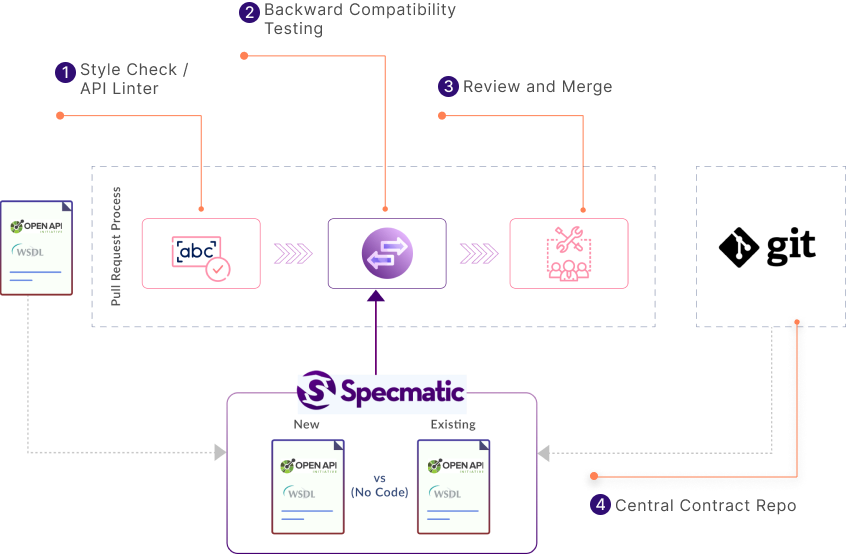 2 Backward Compatibility
Testing
1 Style Check /
API Linter
3 Review and Merge
Pull Request Process
OPEN API
INITIATIVE
WSDL
abc
git
Specmatic
New
Existing
OPEN API
INITIATIVE
WSDL
vs
(No Code)
OPEN API
INITIATIVE
WSDL
4 Central Contract Repo